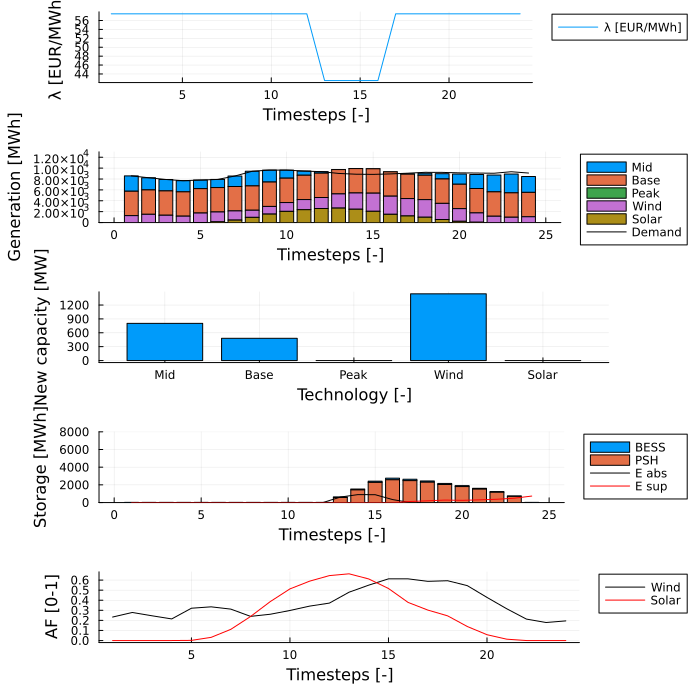 λ [EUR/MWh]
56
54
52
50
48
46
44
5
10
15
20
Timesteps [-]
λ [EUR/MWh]
Generation [MWh]
1.20×10⁴
1.00×10⁴
8.00×10³
6.00×10³
4.00×10³
2.00×10³
0
0
5
10
15
20
25
Timesteps [-]
Mid
Base
Peak
Wind
Solar
Demand
New capacity [MW]
1200
900
600
300
0
Mid
Base
Peak
Wind
Solar
Technology [-]
Storage [MWh]
8000
6000
4000
2000
0
0
5
10
15
20
25
Timesteps [-]
BESS
PSH
E abs
E sup
AF [0-1]
0.6
0.5
0.4
0.3
0.2
0.1
0.0
5
10
15
20
Timesteps [-]
Wind
Solar